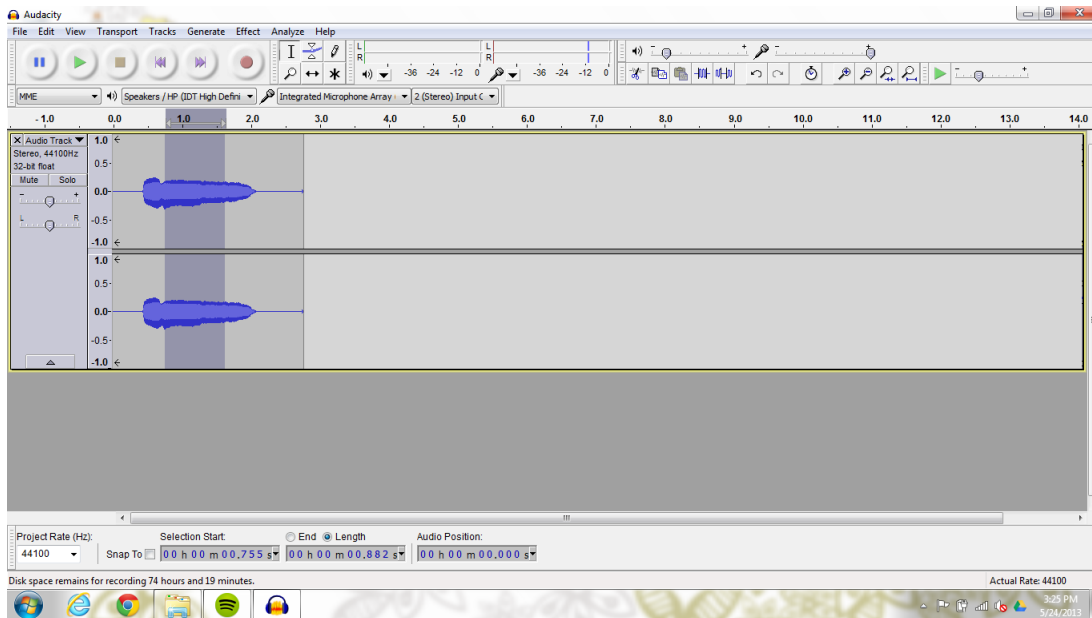 Audacity
File Edit View Transport Tracks Generate Effect Analyze Help
L R
-36 -24 -12 0
L R
-36 -24 -12 0
MME
Speakers / HP (IDT High Defini
Integrated Microphone Array
2 (Stereo) Input C
- 1.0 0.0 1.0 2.0 3.0 4.0 5.0 6.0 7.0 8.0 9.0 10.0 11.0 12.0 13.0 14.0
X Audio Track
Stereo, 44100Hz
32-bit float
Mute Solo
- +
L R
1.0
0.5-
0.0-
-0.5-
-1.0
1.0
0.5-
0.0-
-0.5-
-1.0
Project Rate (Hz): Selection Start: End Length Audio Position:
44100 Snap To 00 h 00 m 00.755 s 00 h 00 m 00.882 s 00 h 00 m 00.000 s
Disk space remains for recording 74 hours and 19 minutes. Actual Rate: 44100
3:25 PM
5/24/2013